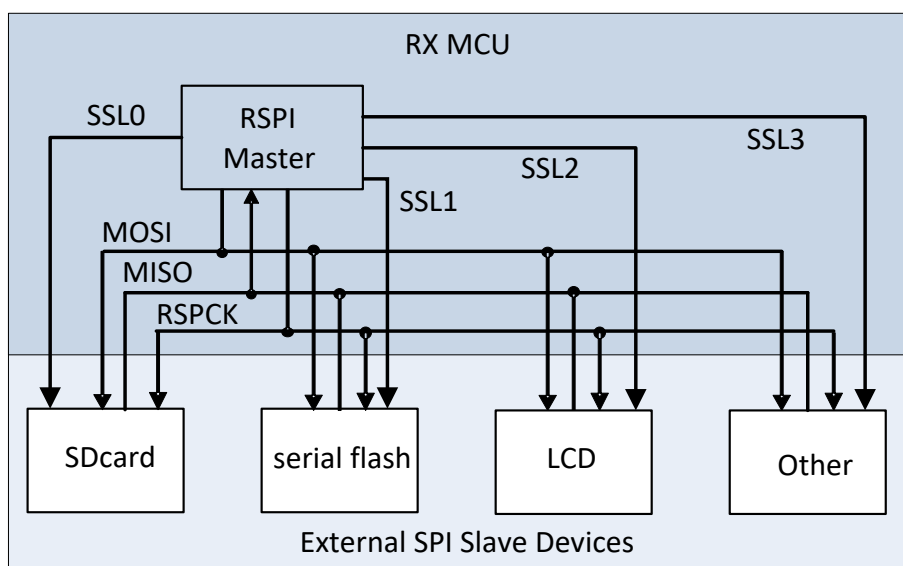 RX MCU
SSL0
RSPI
Master
SSL3
SSL2
SSL1
MOSI
MISO
RSPCK
SDcard
serial flash
LCD
Other
External SPI Slave Devices